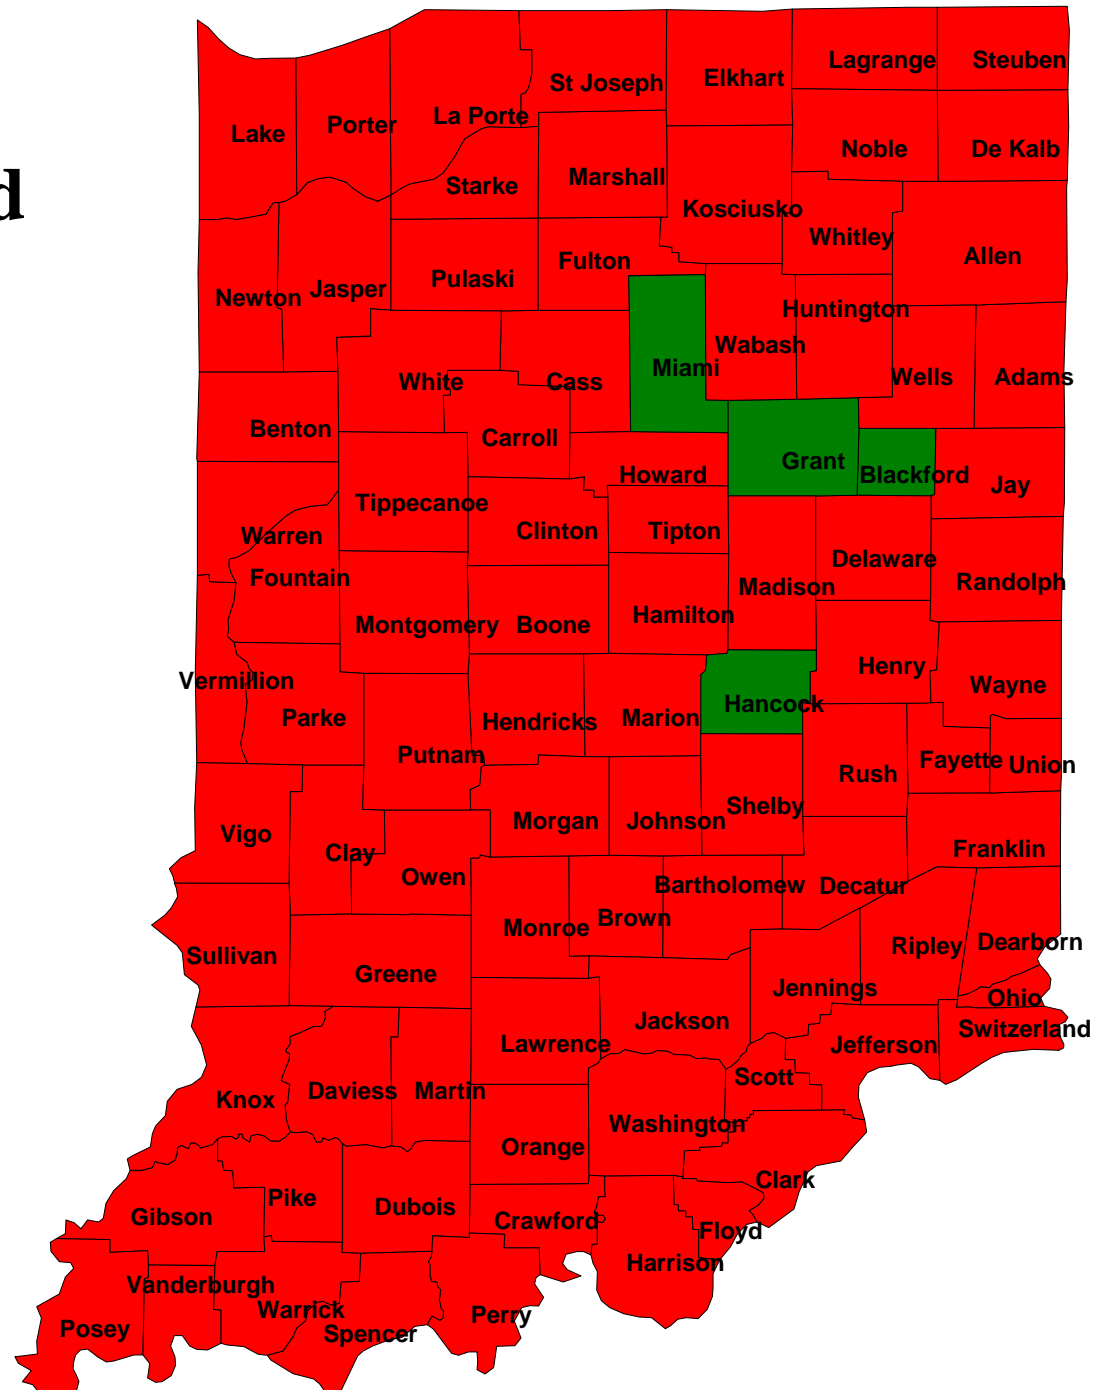 Lagrange Steuben
St Joseph Elkhart
La Porte
Lake Porter
Noble De Kalb
d
Starke Marshall
Kosciusko
Whitley
Allen
Fulton
Pulaski
Newton Jasper
Huntington
Wabash
Miami
White Cass
Wells Adams
Benton
Carroll
Grant
Howard Blackford
Jay
Tippecanoe
Warren Clinton Tipton
Delaware
Fountain
Madison Randolph
Hamilton
Montgomery Boone
Henry
Vermillion Wayne
Hancock
Parke Hendricks Marion
Putnam
Fayette Union
Rush
Shelby
Morgan Johnson
Vigo
Clay Franklin
Owen
Bartholomew Decatur
Brown
Monroe
Ripley Dearborn
Sullivan
Greene
Jennings
Ohio
Jackson
Switzerland
Lawrence Jefferson
Scott
Knox Daviess Martin
Washington
Orange
Clark
Pike
Dubois
Gibson Crawford
Floyd
Harrison
Vanderburgh
Warrick
Perry
Posey
Spencer